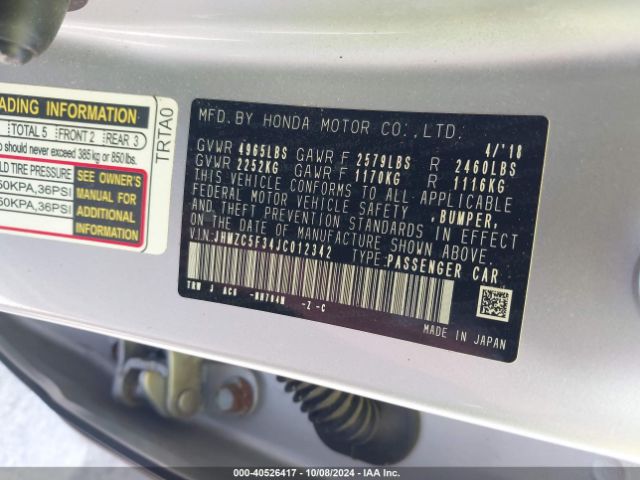 ADING INFORMATION
TOTAL 5 FRONT 2 REAR 3
should never exceed 385 kg or 850 lbs.
LD TIRE PRESSURE
60KPA,36PSI
60KPA,36PSI
SEE OWNER'S
MANUAL FOR
ADDITIONAL
INFORMATION
TRTA0
MFD.BY HONDA MOTOR CO.,LTD. 4/'18
GVWR 4965LBS GAWR F 2579LBS R 2460LBS
GVWR 2252KG GAWR F 1170KG R 1116KG
THIS VEHICLE CONFORMS TO ALL APPLICABLE
FEDERAL MOTOR VEHICLE SAFETY ,BUMPER,
AND THEFT PREVENTION STANDARDS IN EFFECT
ON THE DATE OF MANUFACTURE SHOWN ABOVE.
VIN:JHMZC5F34JC012342 TYPE:PASSENGER CAR
TRW J AC6 -NH704M -Z -C
MADE IN JAPAN
000-40526417 - 10/08/2024 - IAA Inc.